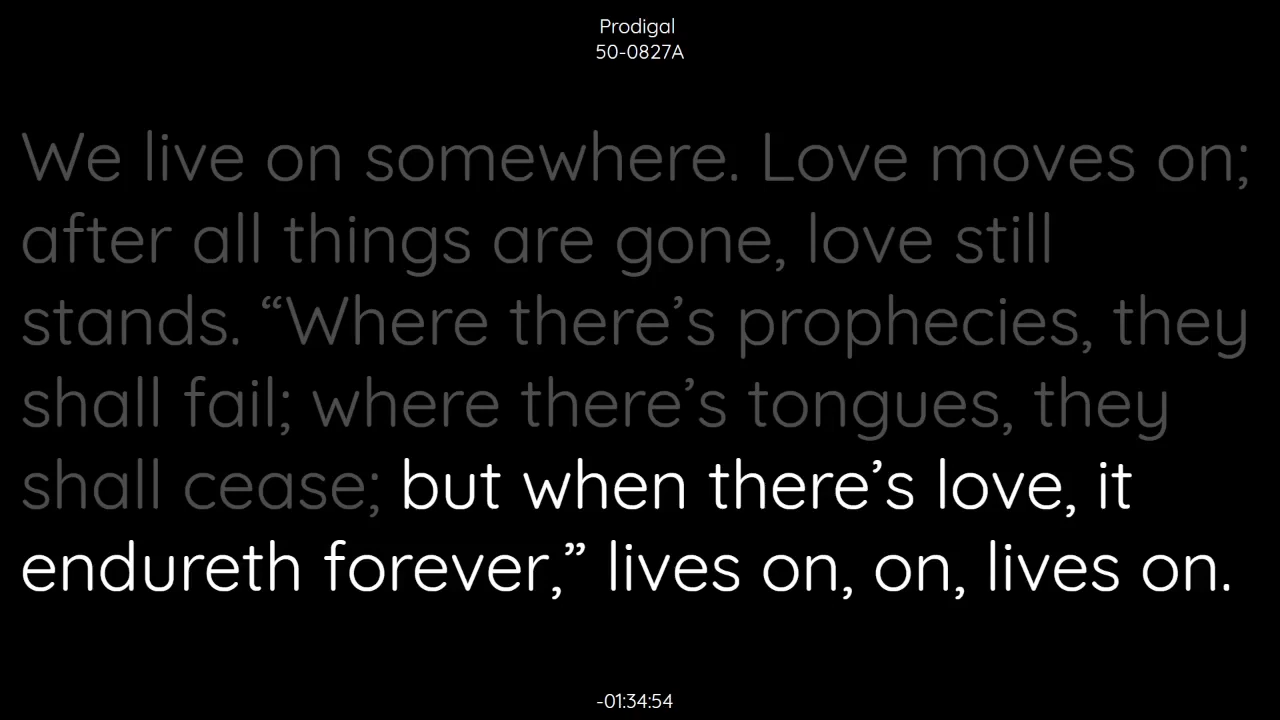 Prodigal
50-0827A
We live on somewhere. Love moves on;
after all things are gone, love still
stands. “Where there’s prophecies, they
shall fail; where there’s tongues, they
shall cease; but when there’s love, it
endureth forever,” lives on, on, lives on.
-01:34:54